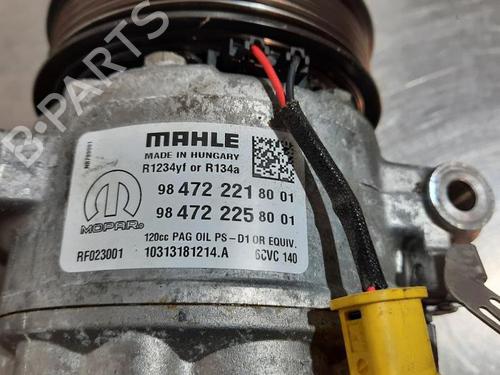 B-PARTS
MAHLE
MADE IN HUNGARY
R1234yf or R134a
98 472 221 80 01
98 472 225 80 01
MOPAR
120cc PAG OIL PS-D1 OR EQUIV.
RF023001 10313181214.A 6CVC 140